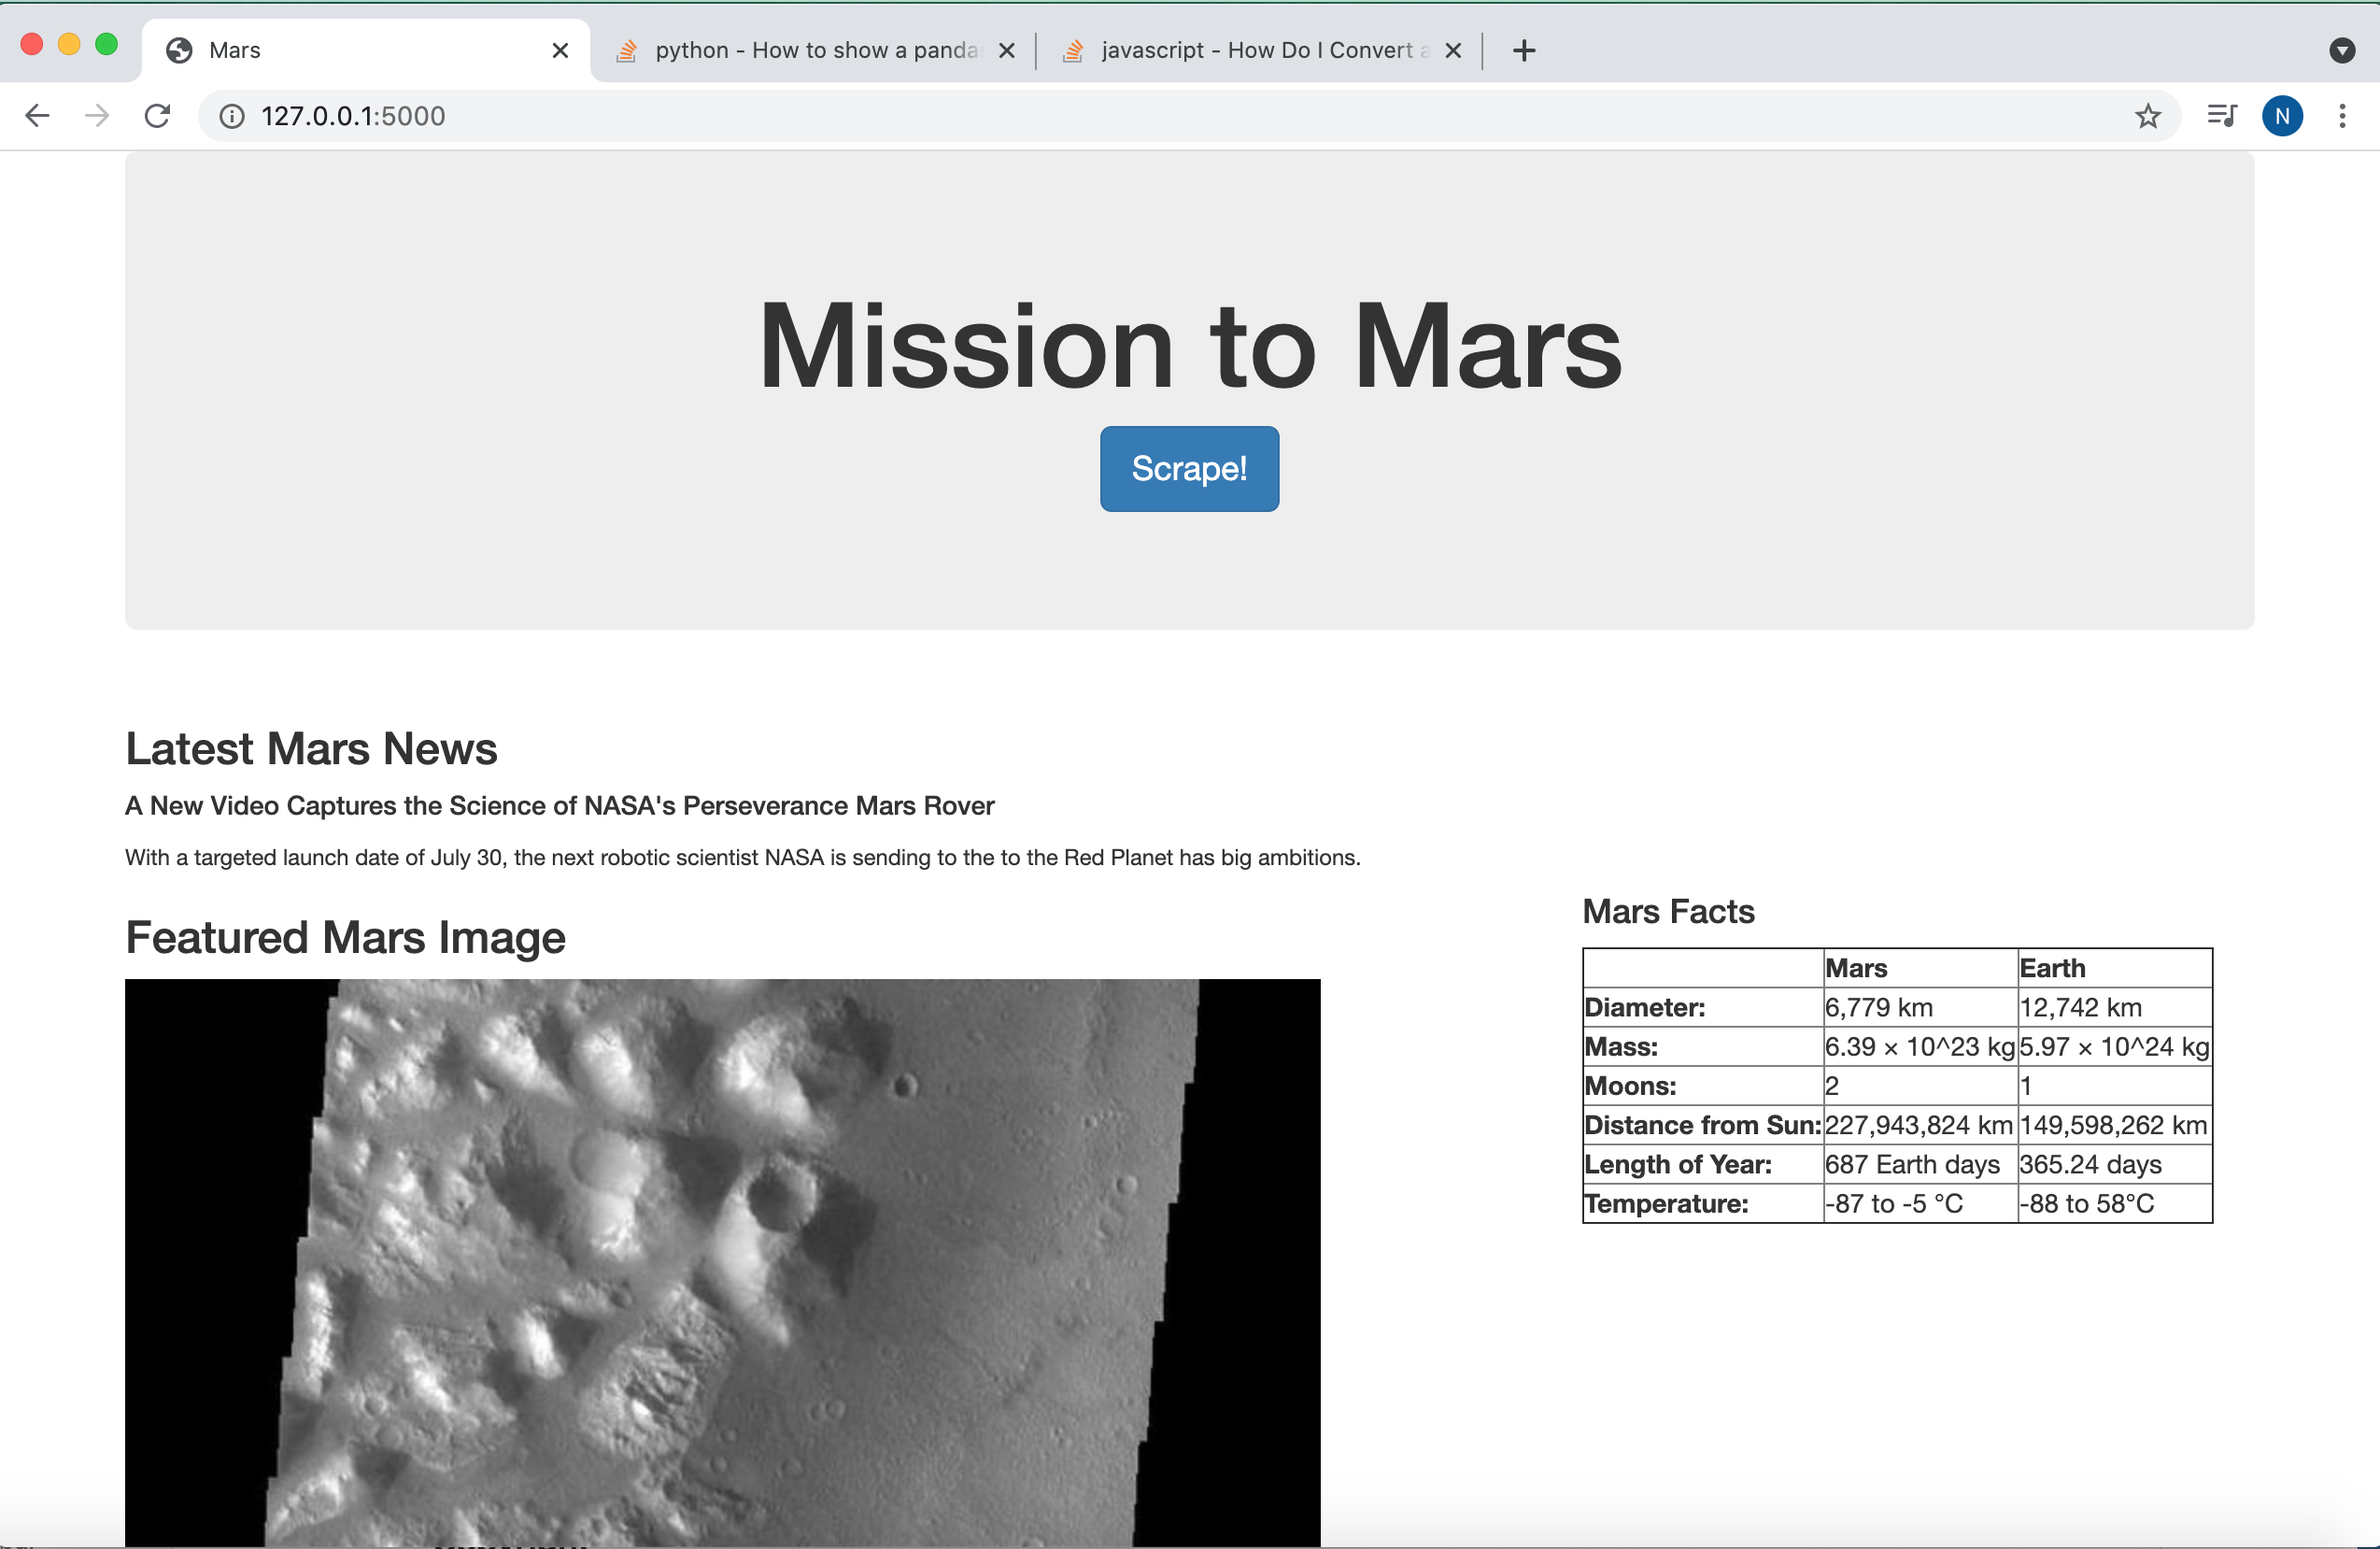 Mars
python - How to show a panda
javascript - How Do I Convert a
127.0.0.1:5000
N
Mission to Mars
Scrape!
Latest Mars News
A New Video Captures the Science of NASA's Perseverance Mars Rover
With a targeted launch date of July 30, the next robotic scientist NASA is sending to the to the Red Planet has big ambitions.
Featured Mars Image
Mars Facts
Mars Earth
Diameter: 6,779 km 12,742 km
Mass: 6.39 × 10^23 kg 5.97 × 10^24 kg
Moons: 2 1
Distance from Sun: 227,943,824 km 149,598,262 km
Length of Year: 687 Earth days 365.24 days
Temperature: -87 to -5 °C -88 to 58°C